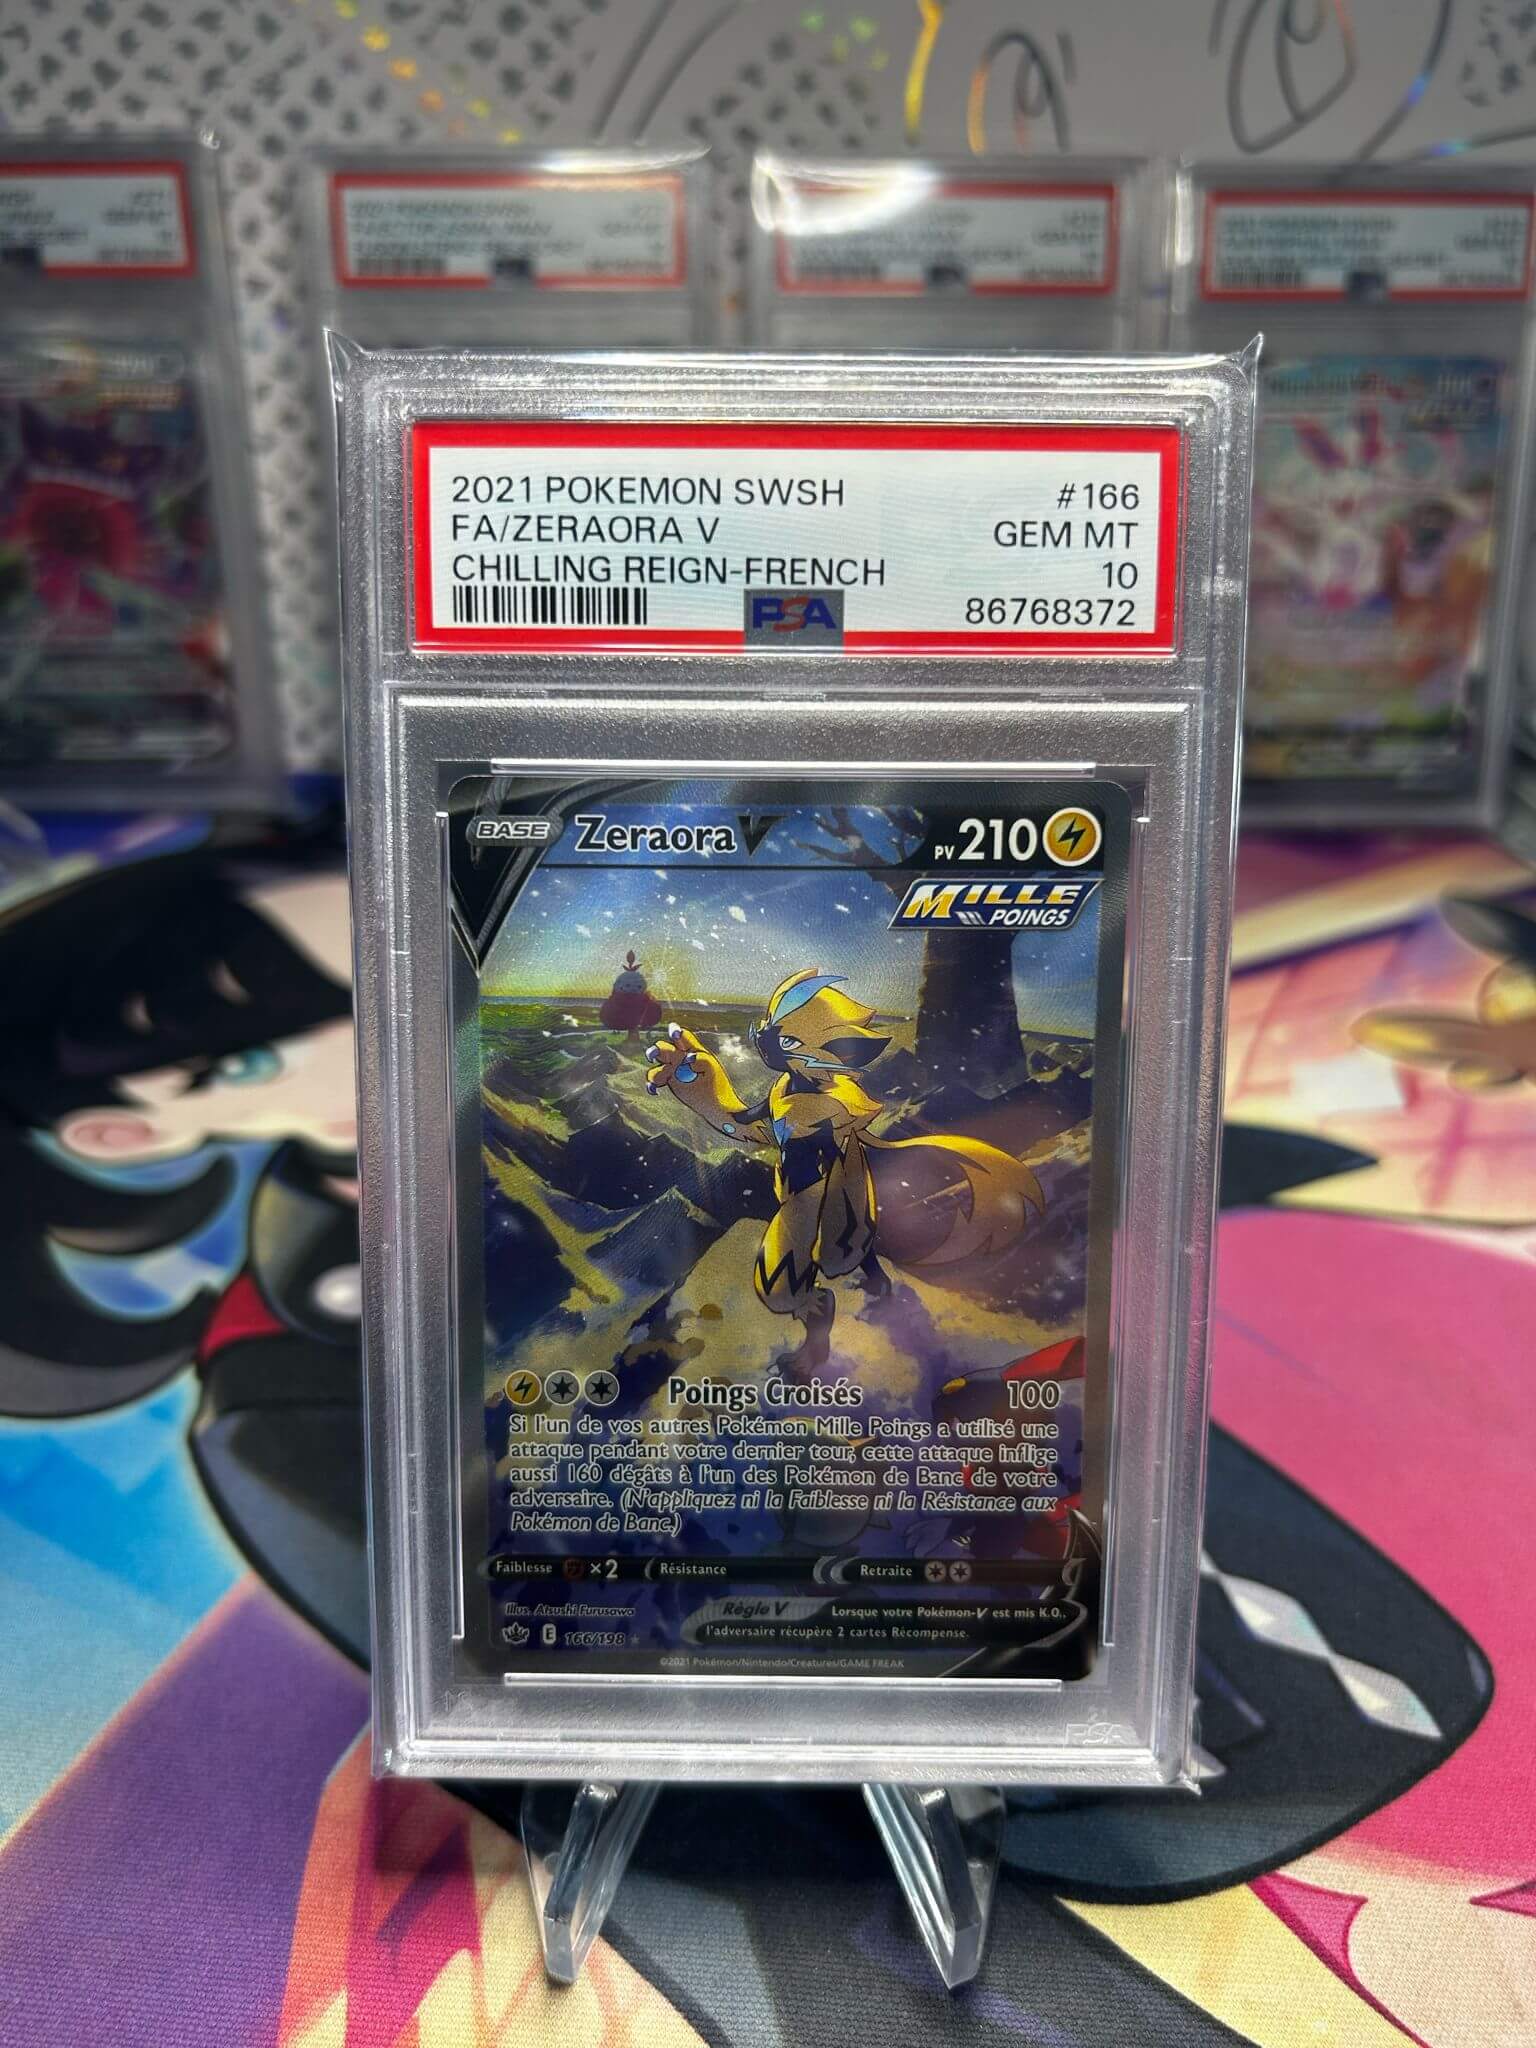 2021 POKEMON SWSH #166
FA/ZERAORA V GEM MT
CHILLING REIGN-FRENCH 10
PSA 86768372
BASE Zeraora V PV 210
MILLE
POINGS
Poings Croisés 100
Si l'un de vos autres Pokémon Mille Poings a utilisé une
attaque pendant votre dernier tour, cette attaque inflige
aussi 160 dégâts à l'un des Pokémon de Banc de votre
adversaire. (N'appliquez ni la Faiblesse ni la Résistance aux
Pokémon de Banc.)
Faiblesse ×2 Résistance Retraite
Illus. Atsushi Furusawa
Règle V Lorsque votre Pokémon-V est mis K.O.,
l'adversaire récupère 2 cartes Récompense.
E 166/198
©2021 Pokémon/Nintendo/Creatures/GAME FREAK